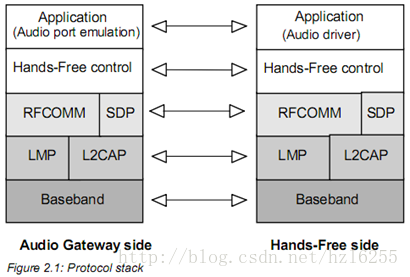 Application
(Audio port emulation)
Application
(Audio driver)
Hands-Free control
Hands-Free control
RFCOMM SDP
RFCOMM SDP
LMP L2CAP
LMP L2CAP
Baseband
Baseband
Audio Gateway side
Hands-Free side
http://blog.csdn.net/hzl6255
Figure 2.1: Protocol stack